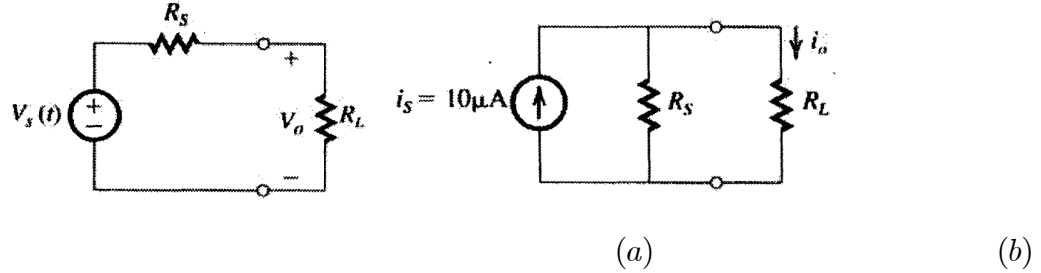 R_S
+
V_s(t) + −
V_o R_L
−
i_S = 10μA
R_S
i_o
R_L
(a) (b)